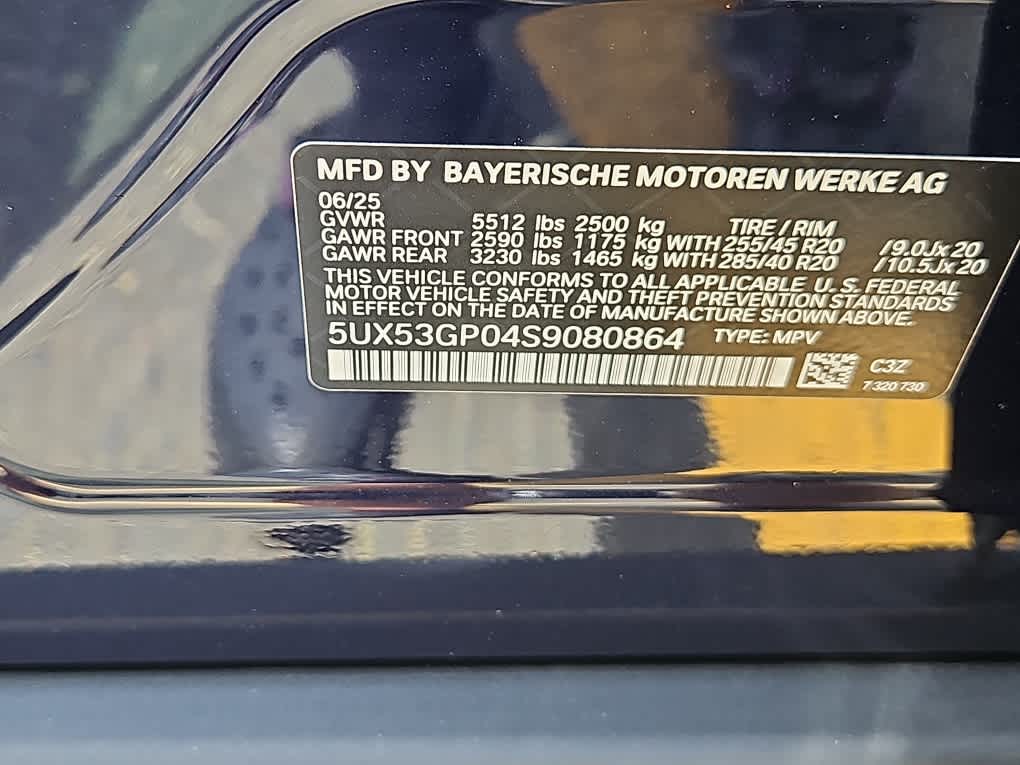 MFD BY BAYERISCHE MOTOREN WERKE AG
06/25
GVWR 5512 lbs 2500 kg TIRE / RIM
GAWR FRONT 2590 lbs 1175 kg WITH 255/45 R20 /9.0Jx20
GAWR REAR 3230 lbs 1465 kg WITH 285/40 R20 /10.5Jx20
THIS VEHICLE CONFORMS TO ALL APPLICABLE U.S. FEDERAL
MOTOR VEHICLE SAFETY AND THEFT PREVENTION STANDARDS
IN EFFECT ON THE DATE OF MANUFACTURE SHOWN ABOVE.
5UX53GP04S9080864 TYPE: MPV
C3Z
7 320 730